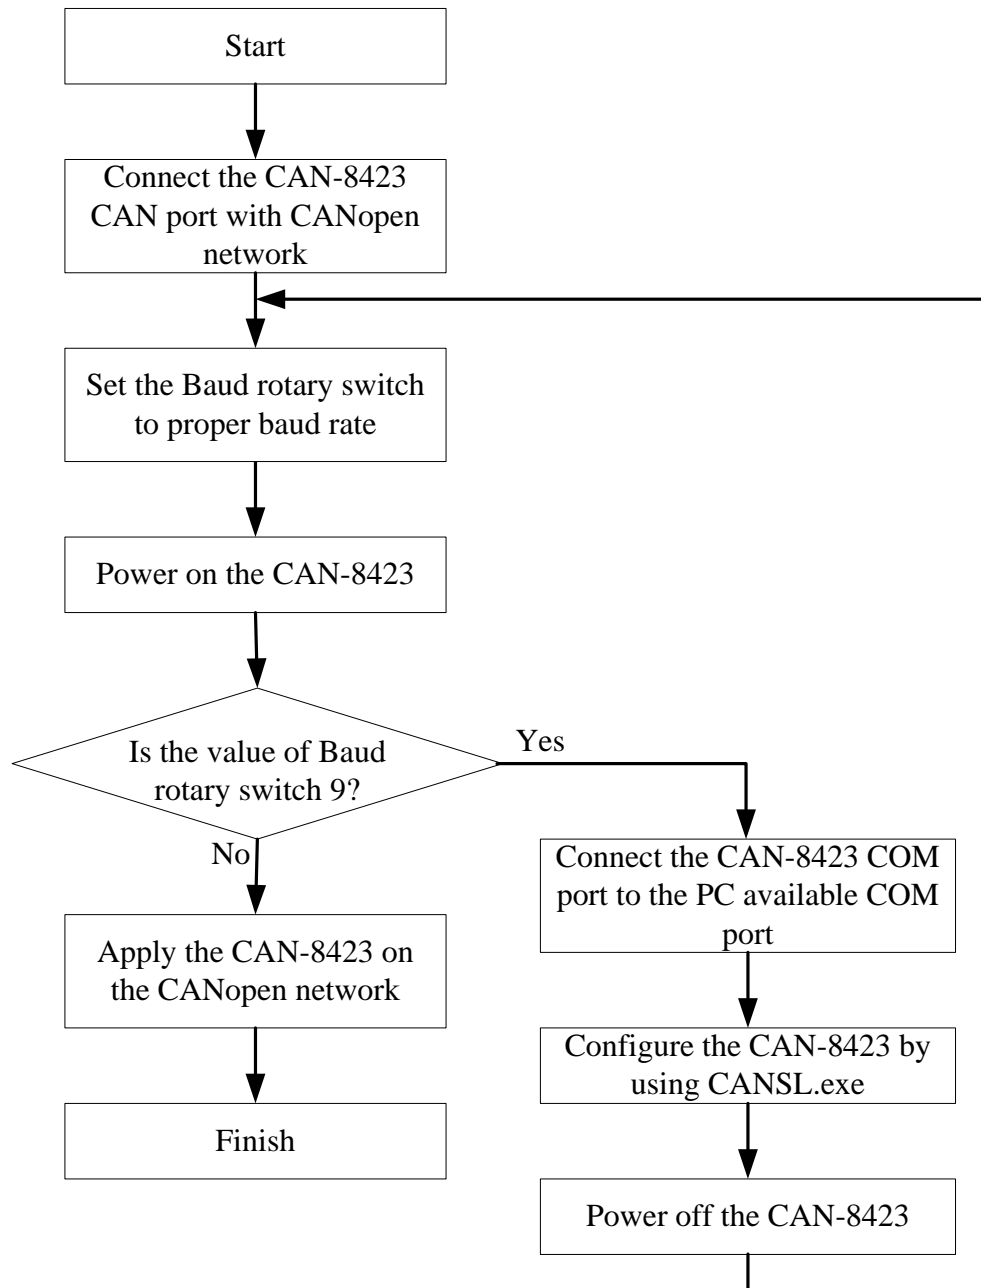 Start
Connect the CAN-8423
CAN port with CANopen
network
Set the Baud rotary switch
to proper baud rate
Power on the CAN-8423
Is the value of Baud
rotary switch 9?
Yes
No
Connect the CAN-8423 COM
port to the PC available COM
port
Apply the CAN-8423 on
the CANopen network
Configure the CAN-8423 by
using CANSL.exe
Finish
Power off the CAN-8423